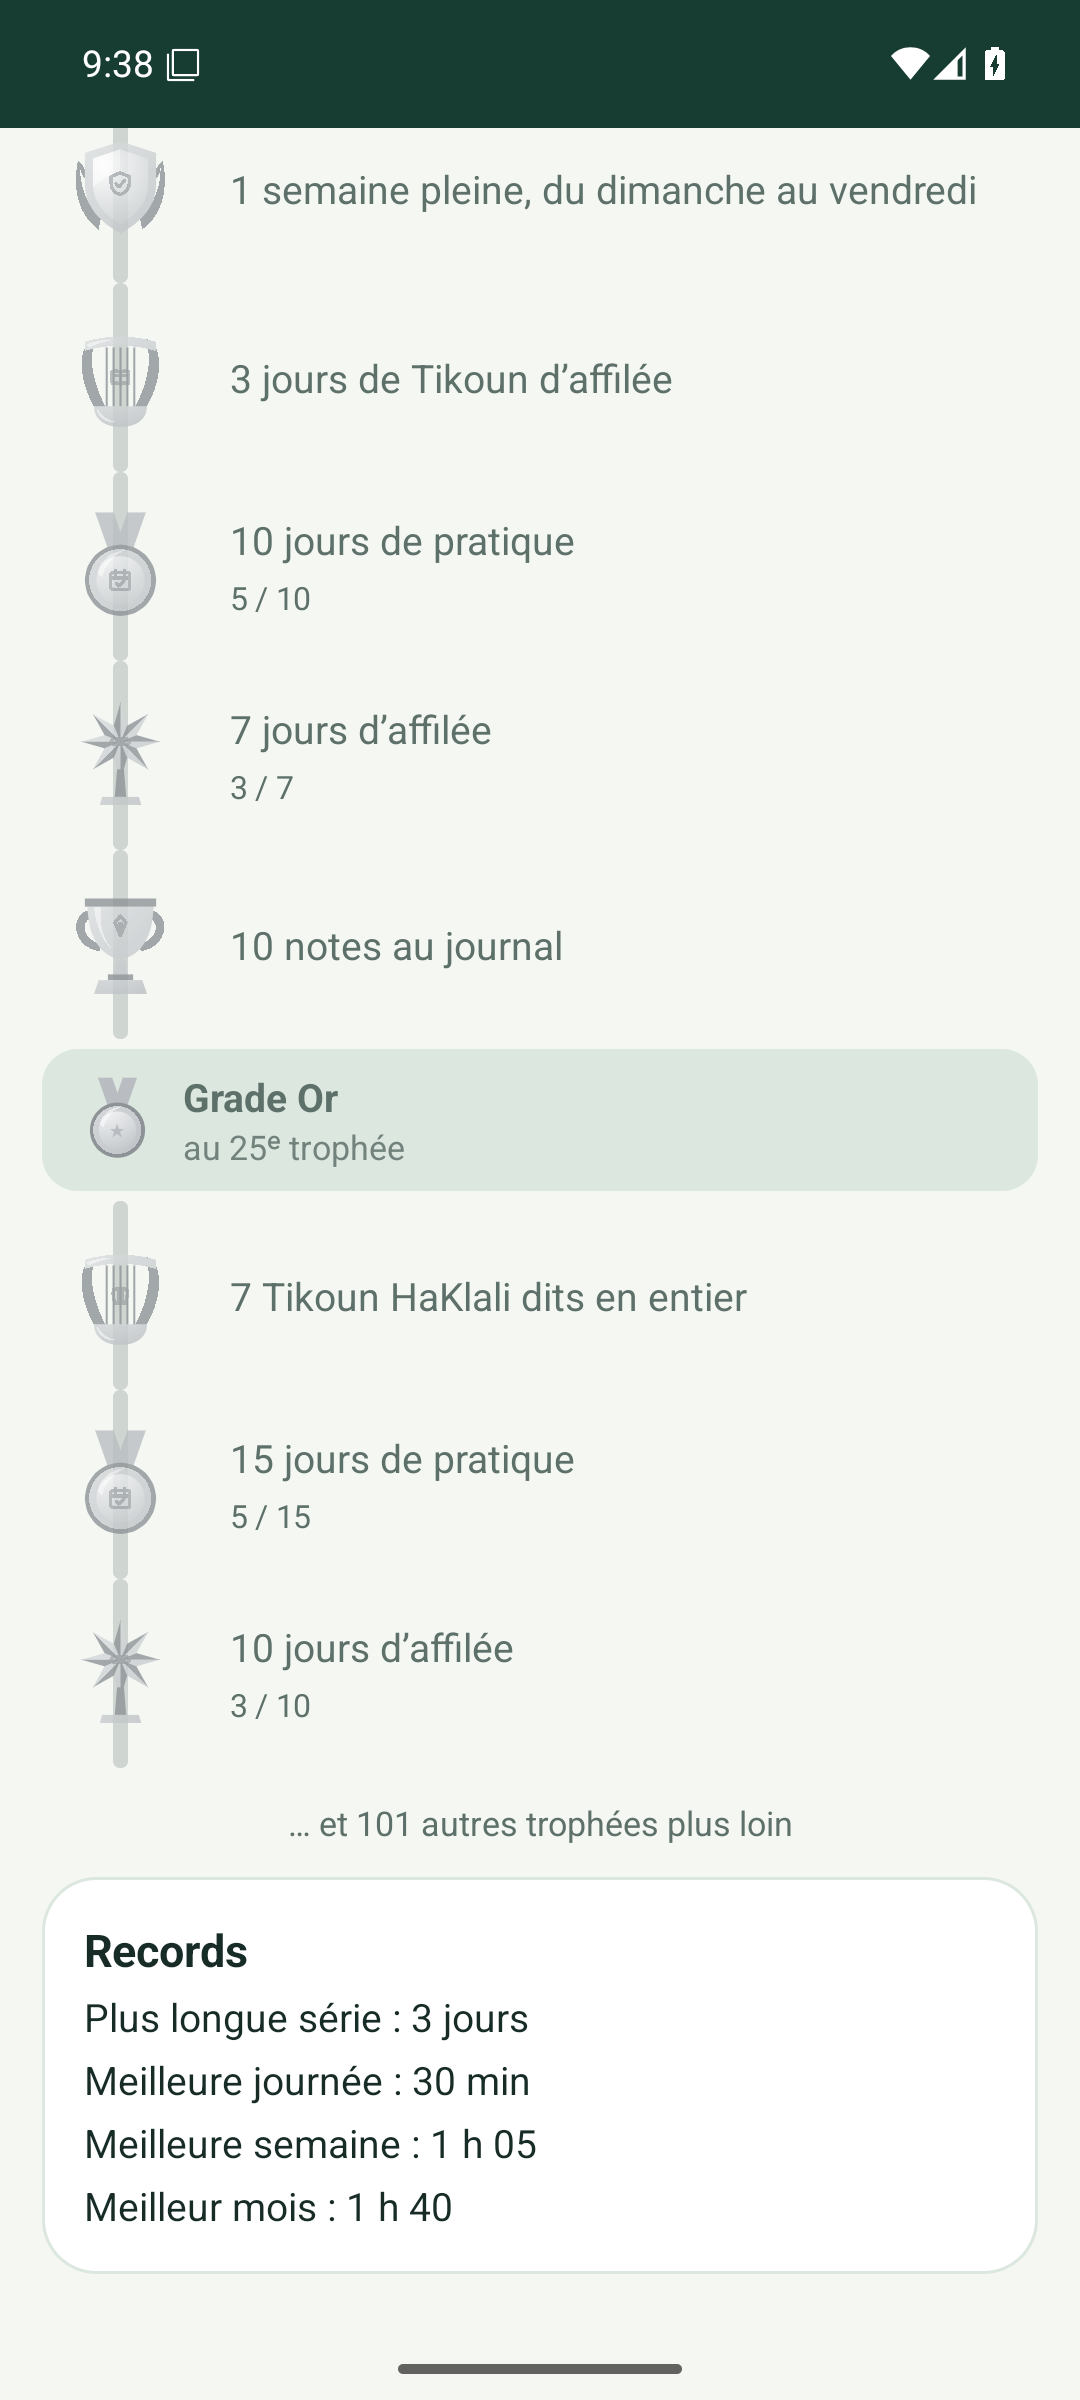 9:38
1 semaine pleine, du dimanche au vendredi
3 jours de Tikoun d’affilée
10 jours de pratique
5 / 10
7 jours d’affilée
3 / 7
10 notes au journal
Grade Or
au 25ᵉ trophée
7 Tikoun HaKlali dits en entier
15 jours de pratique
5 / 15
10 jours d’affilée
3 / 10
… et 101 autres trophées plus loin
Records
Plus longue série : 3 jours
Meilleure journée : 30 min
Meilleure semaine : 1 h 05
Meilleur mois : 1 h 40